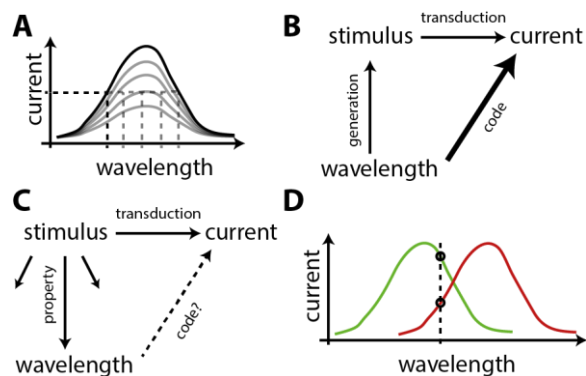 A
current
wavelength
B
transduction
stimulus
current
generation
code
wavelength
C
transduction
stimulus
current
property
code?
wavelength
D
current
wavelength